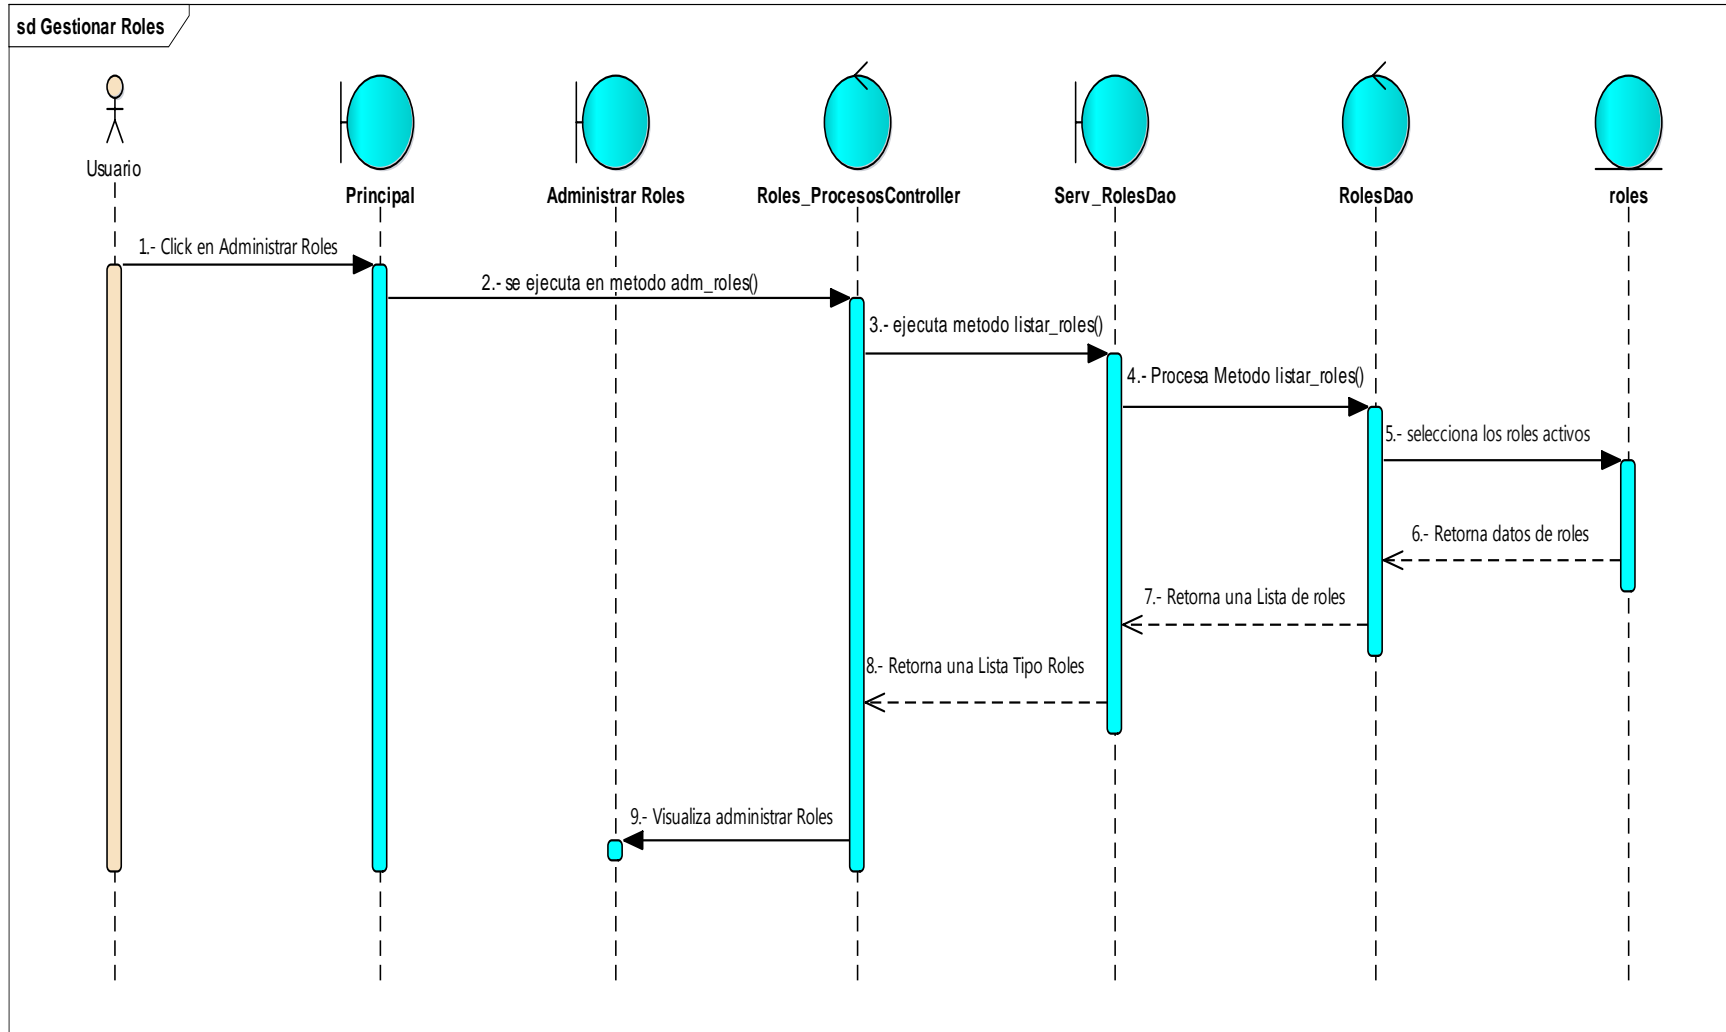 sd Gestionar Roles
Usuario
Principal
Administrar Roles
Roles_ProcesosController
Serv_RolesDao
RolesDao
roles
1.- Click en Administrar Roles
2.- se ejecuta en metodo adm_roles()
3.- ejecuta metodo listar_roles()
4.- Procesa Metodo listar_roles()
5.- selecciona los roles activos
6.- Retorna datos de roles
7.- Retorna una Lista de roles
8.- Retorna una Lista Tipo Roles
9.- Visualiza administrar Roles